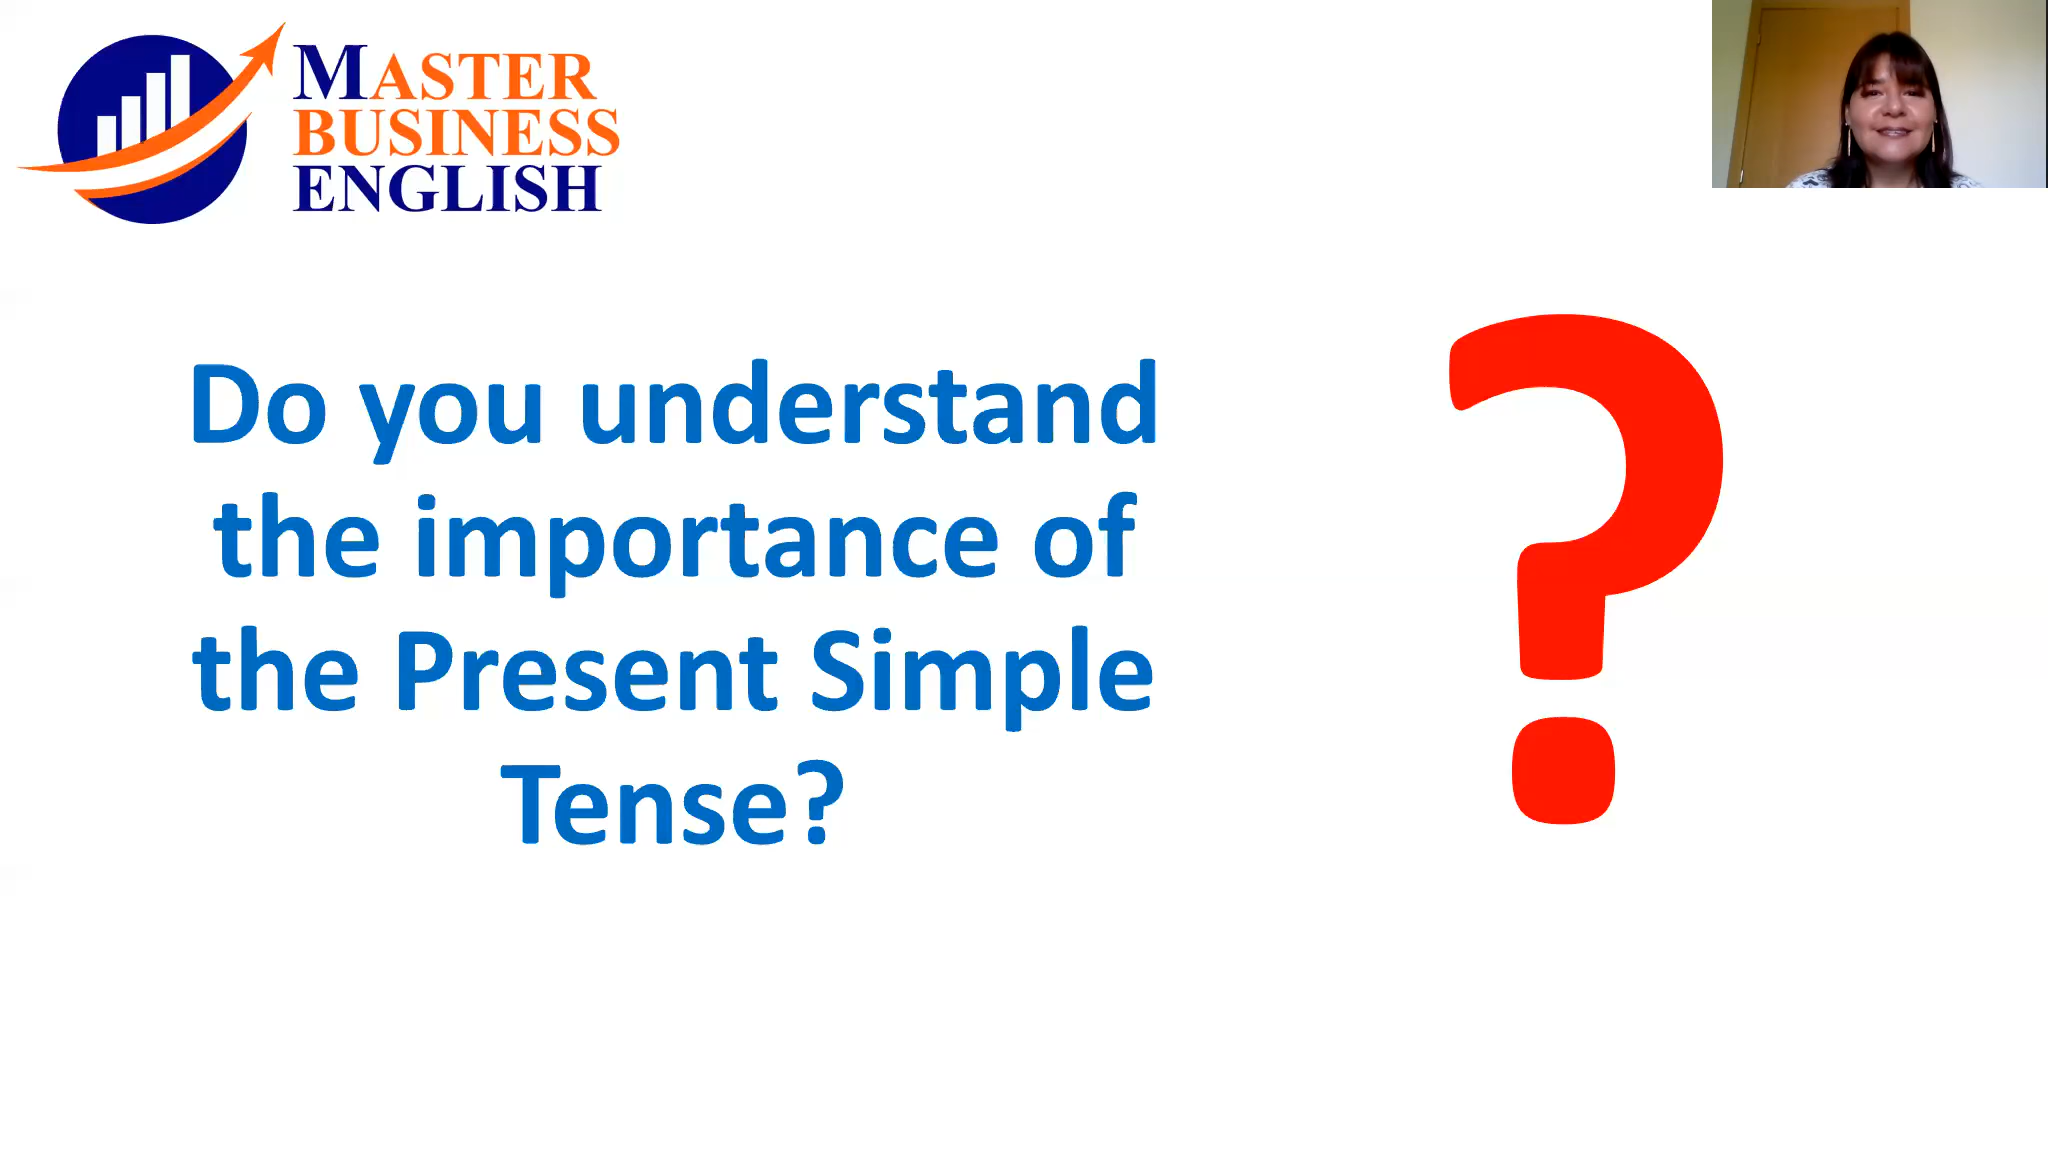 MASTER
BUSINESS
ENGLISH
Do you understand
the importance of
the Present Simple
Tense?
?